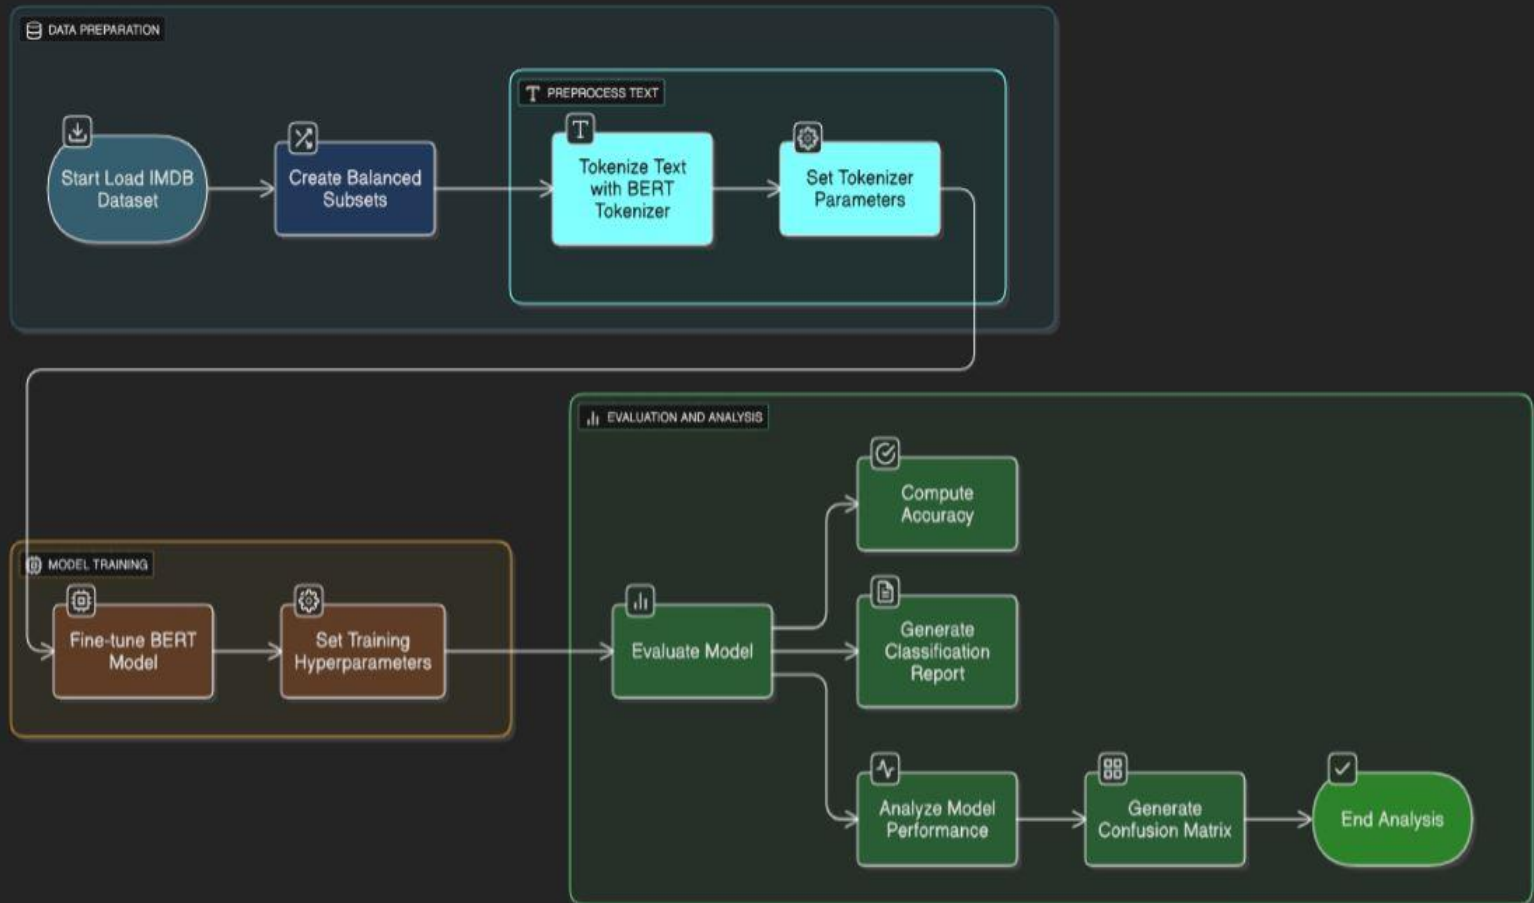 DATA PREPARATION
PREPROCESS TEXT
Start Load IMDB
Dataset
Create Balanced
Subsets
Tokenize Text
with BERT
Tokenizer
Set Tokenizer
Parameters
EVALUATION AND ANALYSIS
Compute
Accuracy
MODEL TRAINING
Fine-tune BERT
Model
Set Training
Hyperparameters
Evaluate Model
Generate
Classification
Report
Analyze Model
Performance
Generate
Confusion Matrix
End Analysis